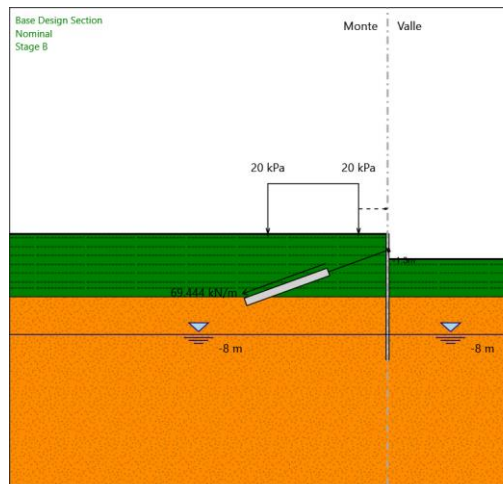 Base Design Section
Nominal
Stage B
Monte
Valle
20 kPa
20 kPa
69.444 kN/m
-8 m
-8 m